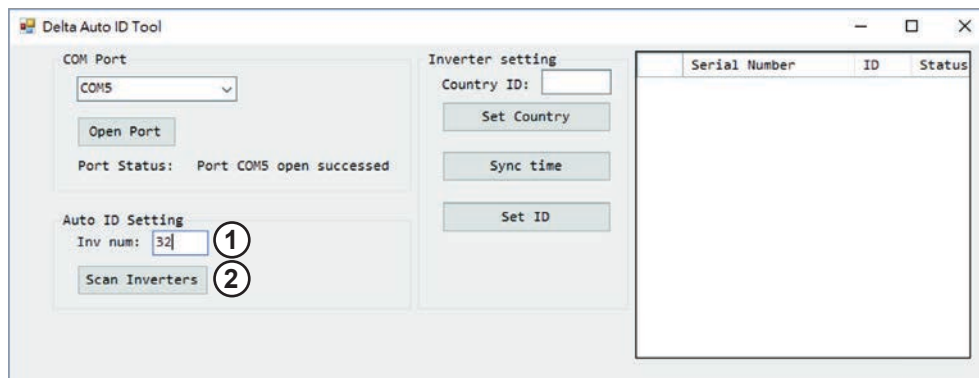 Delta Auto ID Tool
COM Port
COM5
Open Port
Port Status: Port COM5 open successed
Auto ID Setting
Inv num: 32
1
Scan Inverters
2
Inverter setting
Country ID:
Set Country
Sync time
Set ID
Serial Number ID Status